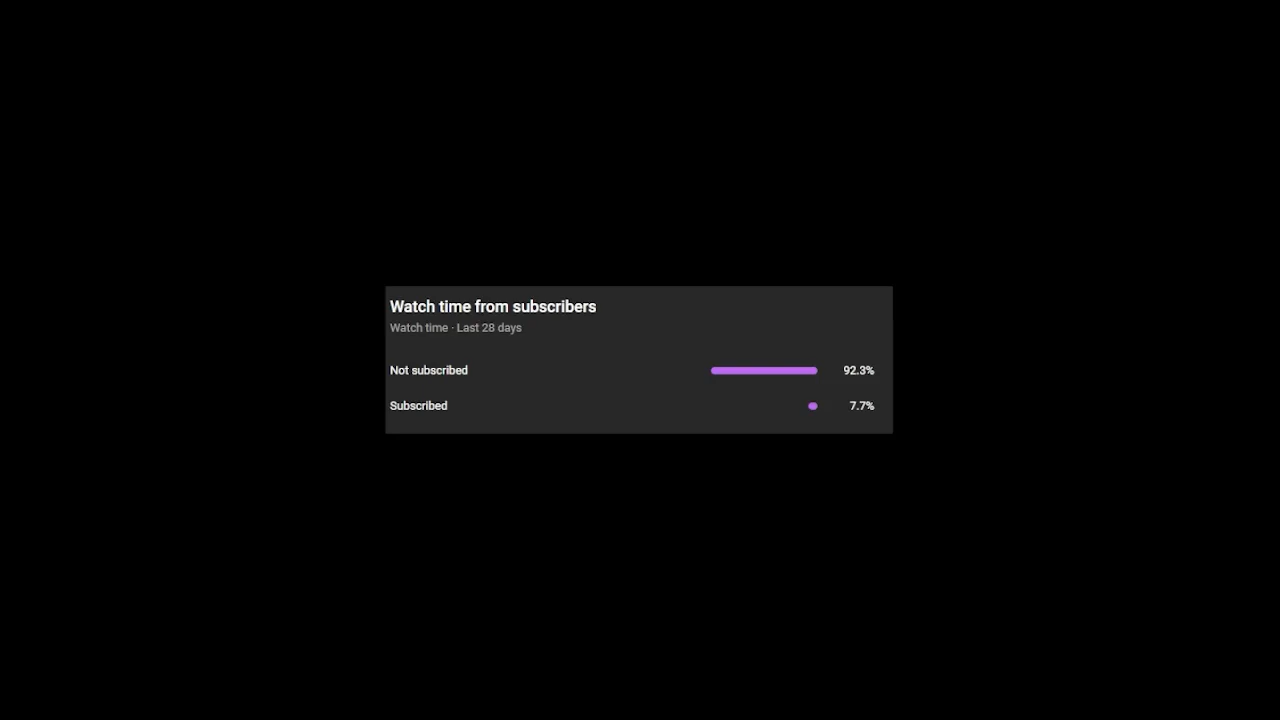 Watch time from subscribers
Watch time · Last 28 days
Not subscribed 92.3%
Subscribed 7.7%